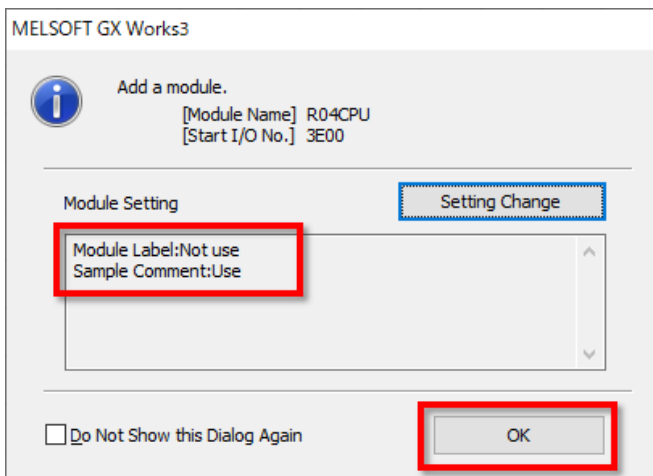 MELSOFT GX Works3
Add a module.
[Module Name] R04CPU
[Start I/O No.] 3E00
Module Setting
Setting Change
Module Label:Not use
Sample Comment:Use
Do Not Show this Dialog Again
OK